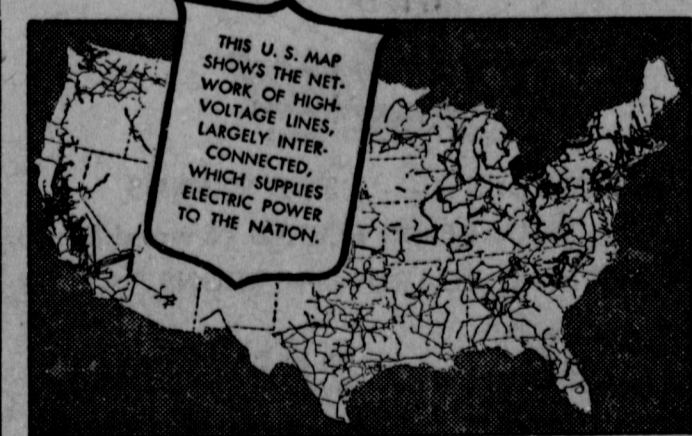 THIS U. S. MAP
SHOWS THE NET-
WORK OF HIGH-
VOLTAGE LINES,
LARGELY INTER-
CONNECTED,
WHICH SUPPLIES
ELECTRIC POWER
TO THE NATION.